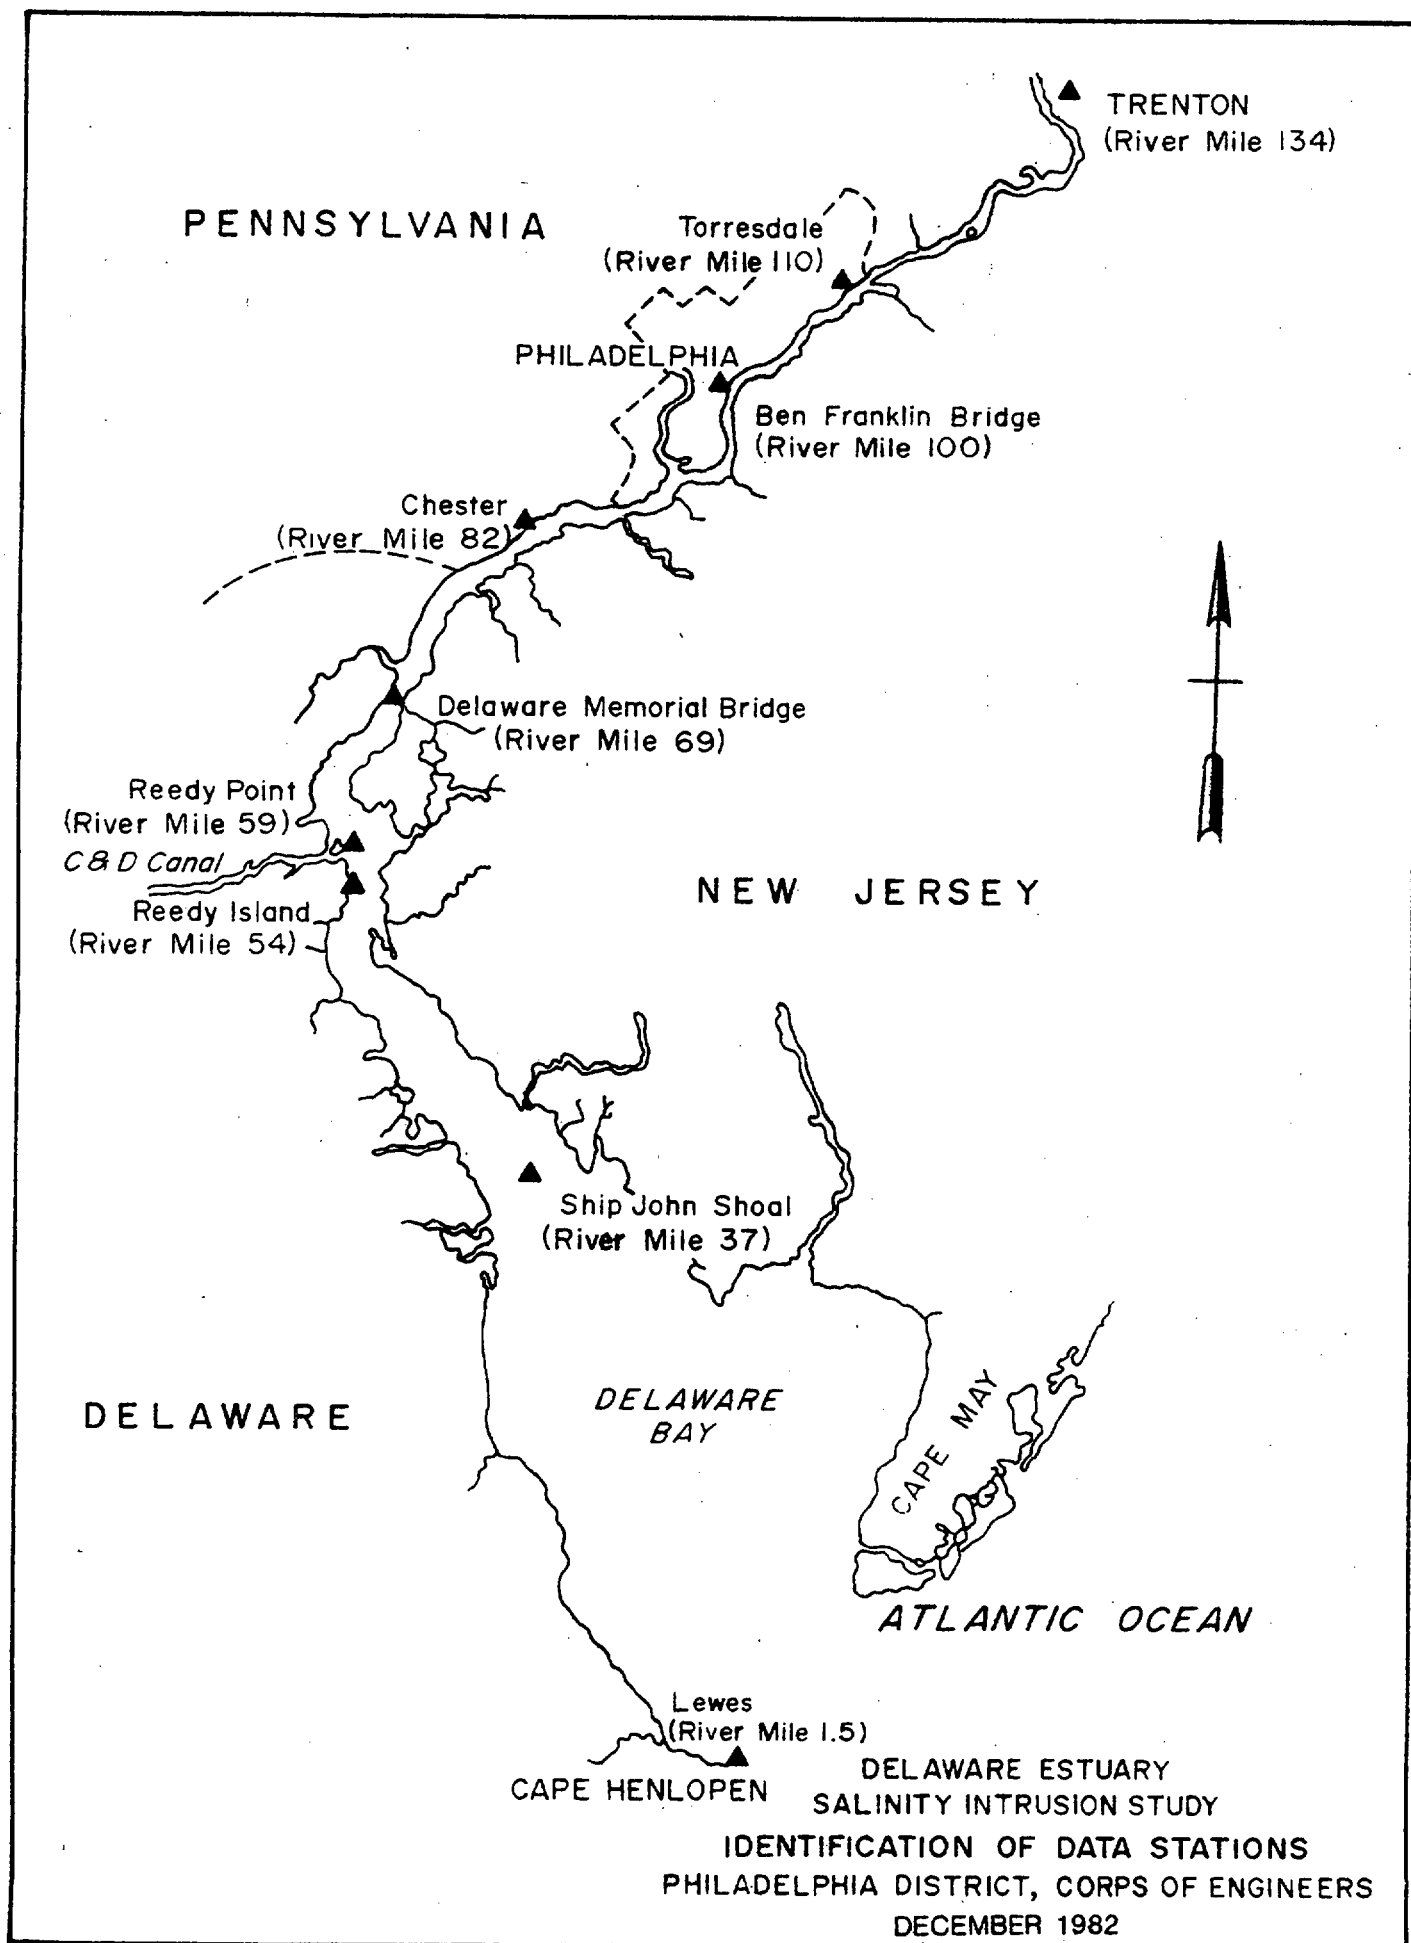 TRENTON
(River Mile 134)
PENNSYLVANIA
Torresdale
(River Mile 110)
PHILADELPHIA
Ben Franklin Bridge
(River Mile 100)
Chester
(River Mile 82)
Delaware Memorial Bridge
(River Mile 69)
Reedy Point
(River Mile 59)
C & D Canal
NEW JERSEY
Reedy Island
(River Mile 54)
Ship John Shoal
(River Mile 37)
DELAWARE
DELAWARE
BAY
CAPE MAY
ATLANTIC OCEAN
Lewes
(River Mile 1.5)
CAPE HENLOPEN
DELAWARE ESTUARY
SALINITY INTRUSION STUDY
IDENTIFICATION OF DATA STATIONS
PHILADELPHIA DISTRICT, CORPS OF ENGINEERS
DECEMBER 1982